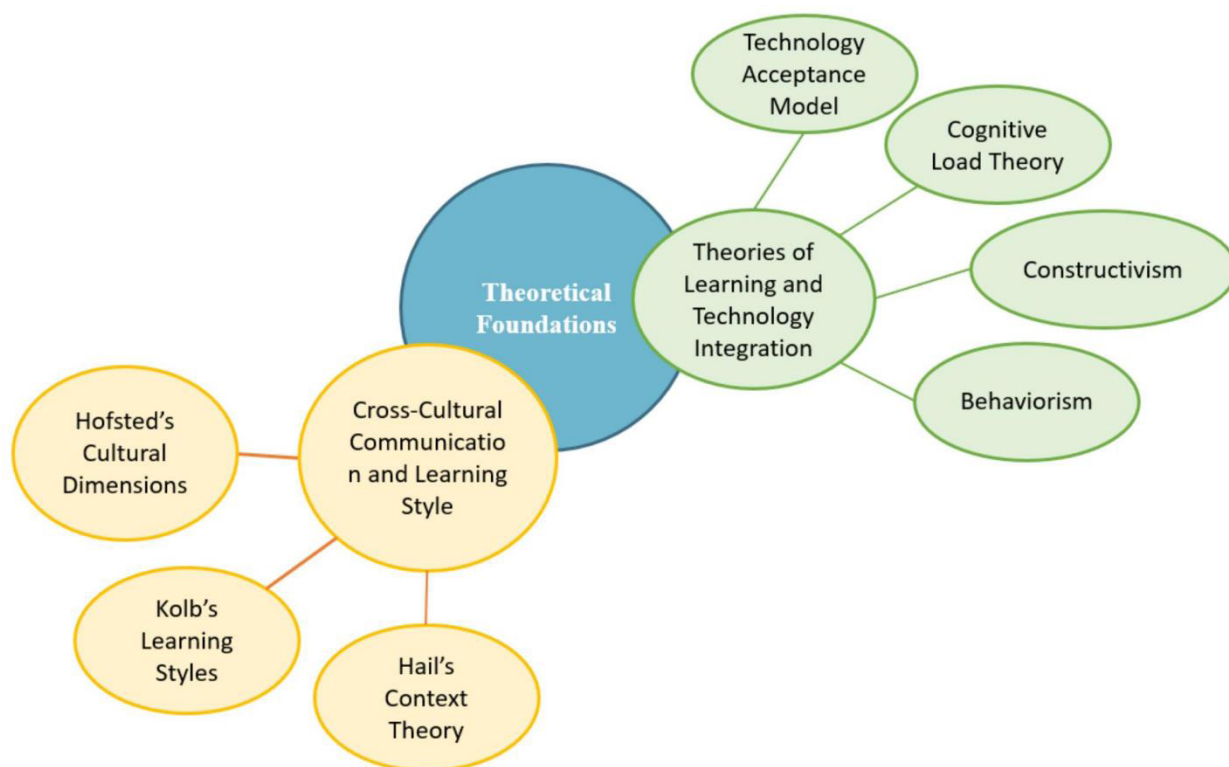 Technology
Acceptance
Model
Cognitive
Load Theory
Theories of
Learning and
Technology
Integration
Constructivism
Behaviorism
Theoretical
Foundations
Cross-Cultural
Communicatio
n and Learning
Style
Hofsted’s
Cultural
Dimensions
Kolb’s
Learning
Styles
Hail’s
Context
Theory